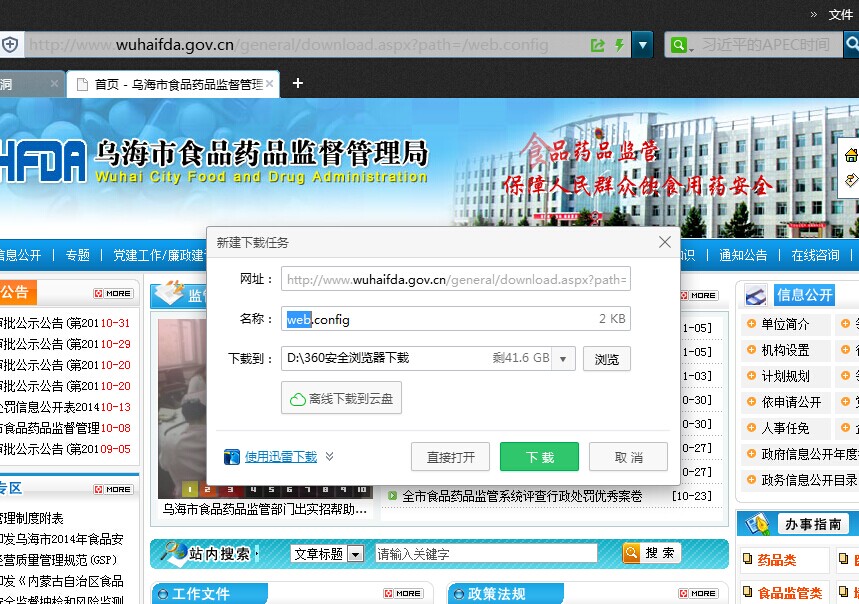 » 文件
http://www.wuhaifda.gov.cn/general/download.aspx?path=/web.config
习近平的APEC时间
洞 ×
首页 - 乌海市食品药品监督管理 ×
+
HFDA 乌海市食品药品监督管理局
Wuhai City Food and Drug Administration
食品药品监管
保障人民群众饮食用药安全
信息公开 | 专题 | 党建工作/廉政建
识 | 通知公告 | 在线咨询
公告 MORE
审批公示公告(第201 10-31
审批公示公告(第201 10-29
审批公示公告(第201 10-20
审批公示公告(第201 10-20
处罚信息公开表2014 10-13
市食品药品监督管理 10-08
审批公示公告(第201 09-05
专区 MORE
管理制度附表
印发乌海市2014年食品安
经营质量管理规范(GSP)
印发《内蒙古自治区食品
安全监督抽检和风险监测
监 MORE
新建下载任务
网址： http://www.wuhaifda.gov.cn/general/download.aspx?path=
名称： web.config 2 KB
下载到： D:\360安全浏览器下载 剩41.6 GB 浏览
离线下载到云盘
使用迅雷下载
直接打开 下 载 取 消
1-05]
1-05]
1-03]
0-30]
0-30]
0-27]
0-27]
1 2 3 4 5 6 7 8 9 10
乌海市食品药品监管部门出实招帮助...
全市食品药品监管系统评查行政处罚优秀案卷 [10-23]
站内搜索 文章标题 请输入关键字 搜 索
工作文件 MORE
政策法规 MORE
信息公开
单位简介
机构设置
计划规划
依申请公开
人事任免
政府信息公开年度
政务信息公开目录
办事指南
药品类
食品监管类